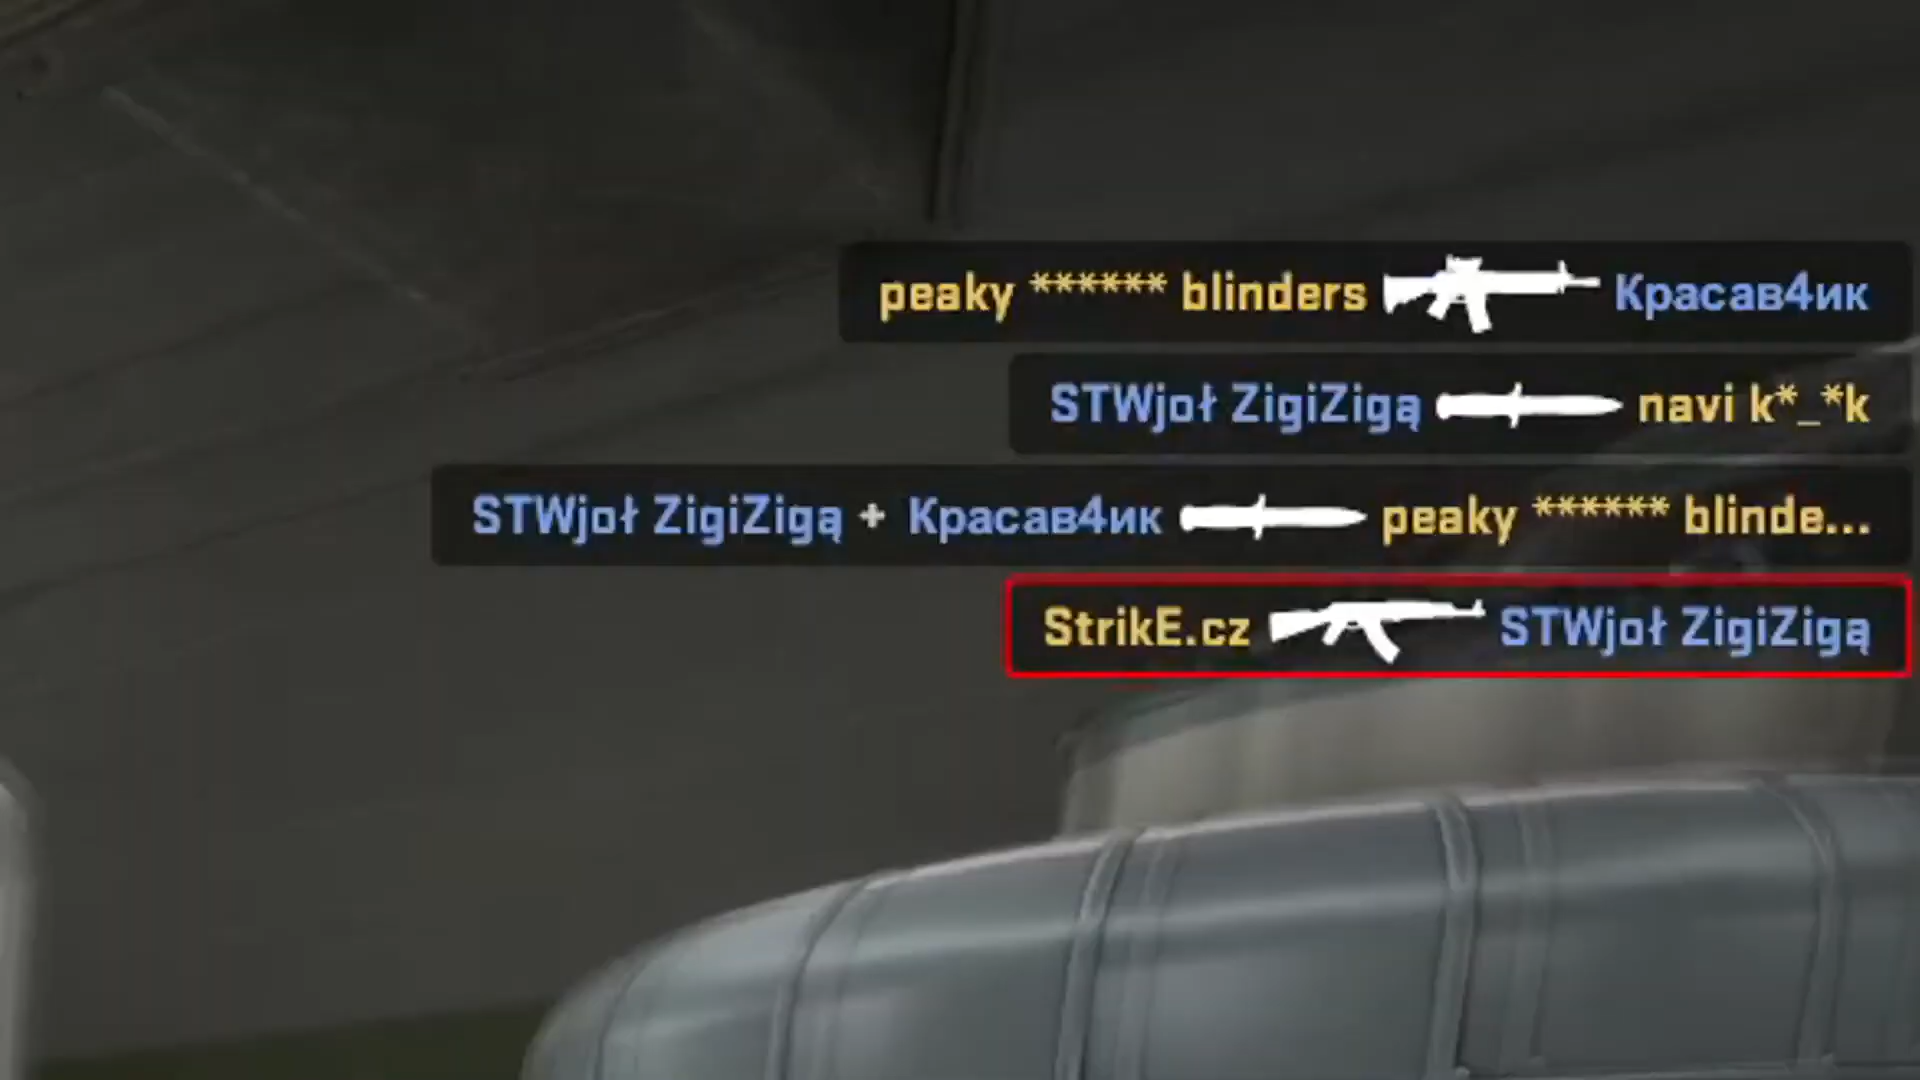 peaky ****** blinders Красав4ик
STWjoł ZigiZigą navi k*_*k
STWjoł ZigiZigą + Красав4ик peaky ****** blinde...
StrikE.cz STWjoł ZigiZigą